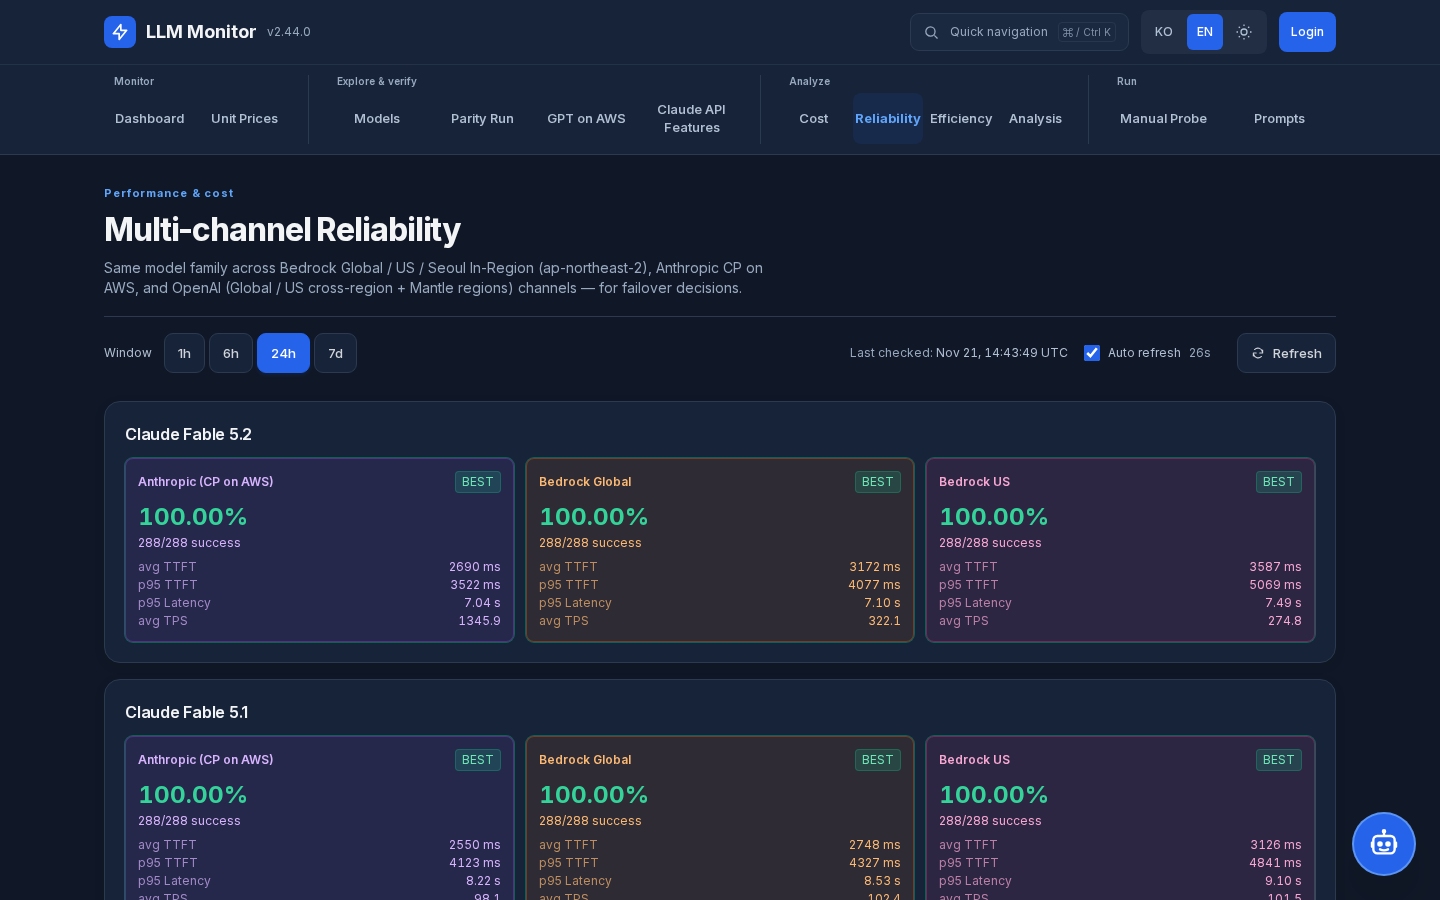 LLM Monitor v2.44.0
Quick navigation ⌘ / Ctrl K
KO EN
Login
Monitor
Dashboard Unit Prices
Explore & verify
Models Parity Run GPT on AWS Claude API
Features
Analyze
Cost Reliability Efficiency Analysis
Run
Manual Probe Prompts
Performance & cost
Multi-channel Reliability
Same model family across Bedrock Global / US / Seoul In-Region (ap-northeast-2), Anthropic CP on
AWS, and OpenAI (Global / US cross-region + Mantle regions) channels — for failover decisions.
Window 1h 6h 24h 7d
Last checked: Nov 21, 14:43:49 UTC Auto refresh 26s Refresh
Claude Fable 5.2
Anthropic (CP on AWS) BEST
100.00%
288/288 success
avg TTFT 2690 ms
p95 TTFT 3522 ms
p95 Latency 7.04 s
avg TPS 1345.9
Bedrock Global BEST
100.00%
288/288 success
avg TTFT 3172 ms
p95 TTFT 4077 ms
p95 Latency 7.10 s
avg TPS 322.1
Bedrock US BEST
100.00%
288/288 success
avg TTFT 3587 ms
p95 TTFT 5069 ms
p95 Latency 7.49 s
avg TPS 274.8
Claude Fable 5.1
Anthropic (CP on AWS) BEST
100.00%
288/288 success
avg TTFT 2550 ms
p95 TTFT 4123 ms
p95 Latency 8.22 s
avg TPS 98.1
Bedrock Global BEST
100.00%
288/288 success
avg TTFT 2748 ms
p95 TTFT 4327 ms
p95 Latency 8.53 s
avg TPS 102.4
Bedrock US BEST
100.00%
288/288 success
avg TTFT 3126 ms
p95 TTFT 4841 ms
p95 Latency 9.10 s
avg TPS 101.5